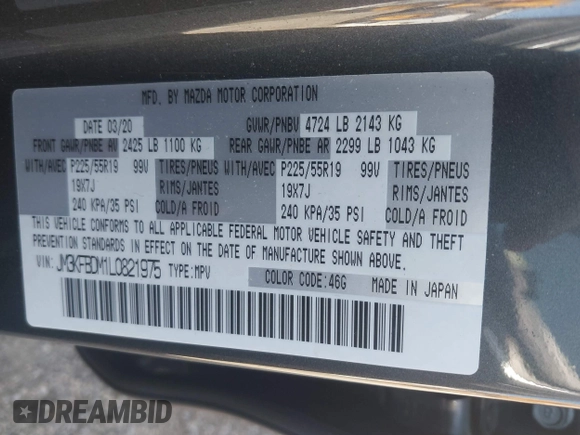 MFD. BY MAZDA MOTOR CORPORATION
DATE 03/20 GVWR/PNBV 4724 LB 2143 KG
FRONT GAWR/PNBE AV 2425 LB 1100 KG REAR GAWR/PNBE AR 2299 LB 1043 KG
WITH/AVEC P225/55R19 99V TIRES/PNEUS WITH/AVEC P225/55R19 99V TIRES/PNEUS
19X7J RIMS/JANTES 19X7J RIMS/JANTES
240 KPA/35 PSI COLD/A FROID 240 KPA/35 PSI COLD/A FROID
THIS VEHICLE CONFORMS TO ALL APPLICABLE FEDERAL MOTOR VEHICLE SAFETY AND THEFT
PREVENTION STANDARDS IN EFFECT ON THE DATE OF MANUFACTURE SHOWN ABOVE.
VIN: JM3KFBDM1L0821975 TYPE: MPV
COLOR CODE: 46G MADE IN JAPAN
DREAMBID